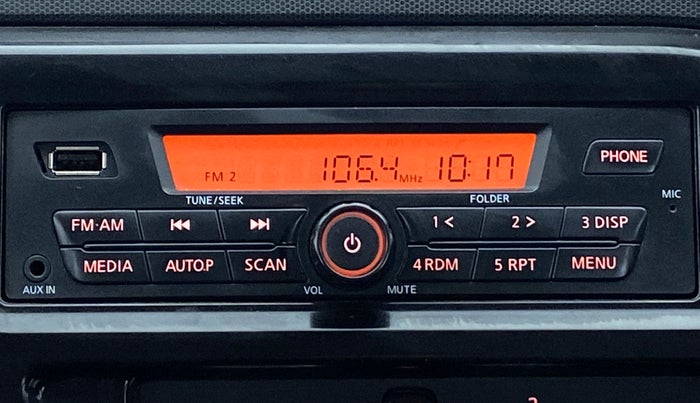 FM 2 106.4 MHz 10:17
PHONE
TUNE/SEEK
FOLDER
MIC
FM·AM
1 <
2 >
3 DISP
MEDIA
AUTO.P
SCAN
4 RDM
5 RPT
MENU
AUX IN
VOL
MUTE